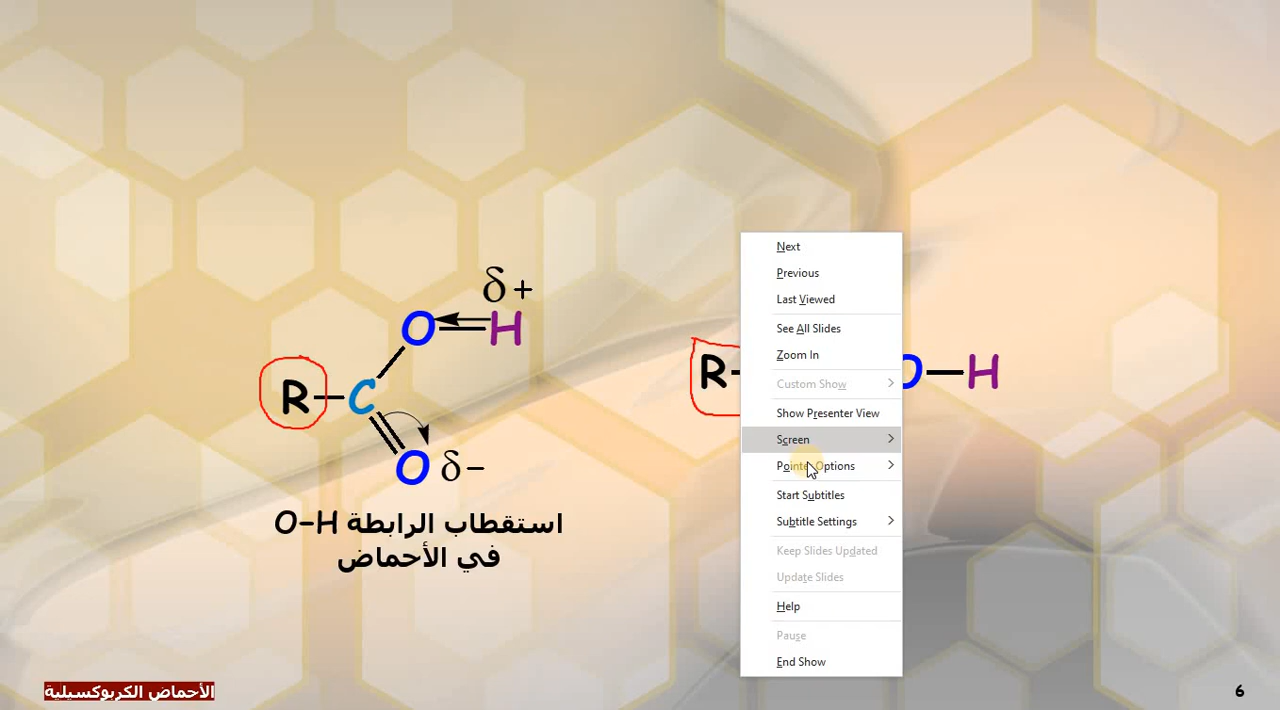 δ+
O H
R C
O δ−
استقطاب الرابطة O–H
في الأحماض
R O H
Next
Previous
Last Viewed
See All Slides
Zoom In
Custom Show
Show Presenter View
Screen
Pointer Options
Start Subtitles
Subtitle Settings
Keep Slides Updated
Update Slides
Help
Pause
End Show
الأحماض الكربوكسيلية
6